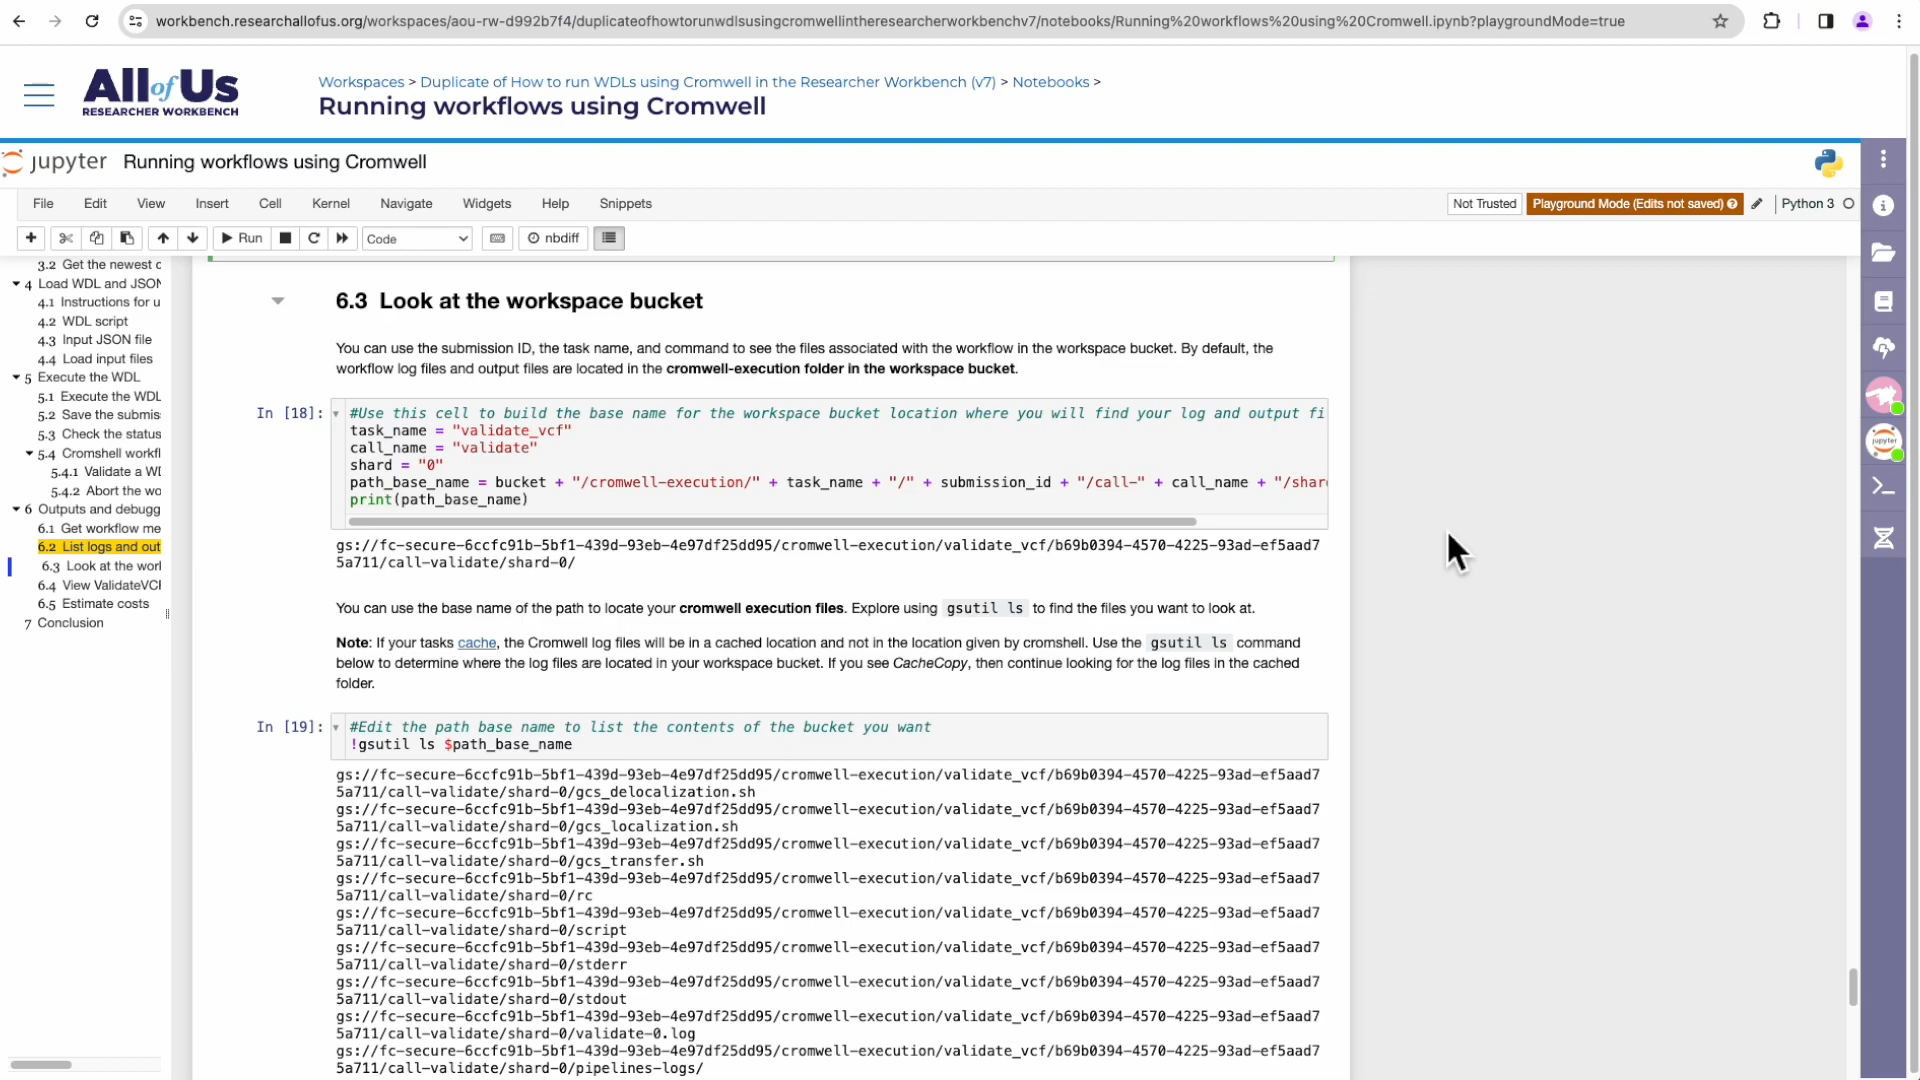 workbench.researchallofus.org/workspaces/aou-rw-d992b7f4/duplicateofhowtorunwdlsusingcromwellintheresearcherworkbenchv7/notebooks/Running%20workflows%20using%20Cromwell.ipynb?playgroundMode=true
All of Us
RESEARCHER WORKBENCH
Workspaces > Duplicate of How to run WDLs using Cromwell in the Researcher Workbench (v7) > Notebooks >
Running workflows using Cromwell
jupyter Running workflows using Cromwell
File Edit View Insert Cell Kernel Navigate Widgets Help Snippets
Not Trusted Playground Mode (Edits not saved) Python 3
Run Code nbdiff
3.2 Get the newest c
4 Load WDL and JSON
4.1 Instructions for u
4.2 WDL script
4.3 Input JSON file
4.4 Load input files
5 Execute the WDL
5.1 Execute the WDL
5.2 Save the submis
5.3 Check the status
5.4 Cromshell workfl
5.4.1 Validate a WD
5.4.2 Abort the wo
6 Outputs and debugg
6.1 Get workflow me
6.2 List logs and out
6.3 Look at the work
6.4 View ValidateVCF
6.5 Estimate costs
7 Conclusion
6.3 Look at the workspace bucket
You can use the submission ID, the task name, and command to see the files associated with the workflow in the workspace bucket. By default, the
workflow log files and output files are located in the cromwell-execution folder in the workspace bucket.
In [18]: #Use this cell to build the base name for the workspace bucket location where you will find your log and output fi
task_name = "validate_vcf"
call_name = "validate"
shard = "0"
path_base_name = bucket + "/cromwell-execution/" + task_name + "/" + submission_id + "/call-" + call_name + "/shar
print(path_base_name)
gs://fc-secure-6ccfc91b-5bf1-439d-93eb-4e97df25dd95/cromwell-execution/validate_vcf/b69b0394-4570-4225-93ad-ef5aad7
5a711/call-validate/shard-0/
You can use the base name of the path to locate your cromwell execution files. Explore using gsutil ls to find the files you want to look at.
Note: If your tasks cache, the Cromwell log files will be in a cached location and not in the location given by cromshell. Use the gsutil ls command
below to determine where the log files are located in your workspace bucket. If you see CacheCopy, then continue looking for the log files in the cached
folder.
In [19]: #Edit the path base name to list the contents of the bucket you want
!gsutil ls $path_base_name
gs://fc-secure-6ccfc91b-5bf1-439d-93eb-4e97df25dd95/cromwell-execution/validate_vcf/b69b0394-4570-4225-93ad-ef5aad7
5a711/call-validate/shard-0/gcs_delocalization.sh
gs://fc-secure-6ccfc91b-5bf1-439d-93eb-4e97df25dd95/cromwell-execution/validate_vcf/b69b0394-4570-4225-93ad-ef5aad7
5a711/call-validate/shard-0/gcs_localization.sh
gs://fc-secure-6ccfc91b-5bf1-439d-93eb-4e97df25dd95/cromwell-execution/validate_vcf/b69b0394-4570-4225-93ad-ef5aad7
5a711/call-validate/shard-0/gcs_transfer.sh
gs://fc-secure-6ccfc91b-5bf1-439d-93eb-4e97df25dd95/cromwell-execution/validate_vcf/b69b0394-4570-4225-93ad-ef5aad7
5a711/call-validate/shard-0/rc
gs://fc-secure-6ccfc91b-5bf1-439d-93eb-4e97df25dd95/cromwell-execution/validate_vcf/b69b0394-4570-4225-93ad-ef5aad7
5a711/call-validate/shard-0/script
gs://fc-secure-6ccfc91b-5bf1-439d-93eb-4e97df25dd95/cromwell-execution/validate_vcf/b69b0394-4570-4225-93ad-ef5aad7
5a711/call-validate/shard-0/stderr
gs://fc-secure-6ccfc91b-5bf1-439d-93eb-4e97df25dd95/cromwell-execution/validate_vcf/b69b0394-4570-4225-93ad-ef5aad7
5a711/call-validate/shard-0/stdout
gs://fc-secure-6ccfc91b-5bf1-439d-93eb-4e97df25dd95/cromwell-execution/validate_vcf/b69b0394-4570-4225-93ad-ef5aad7
5a711/call-validate/shard-0/validate-0.log
gs://fc-secure-6ccfc91b-5bf1-439d-93eb-4e97df25dd95/cromwell-execution/validate_vcf/b69b0394-4570-4225-93ad-ef5aad7
5a711/call-validate/shard-0/pipelines-logs/
jupyter